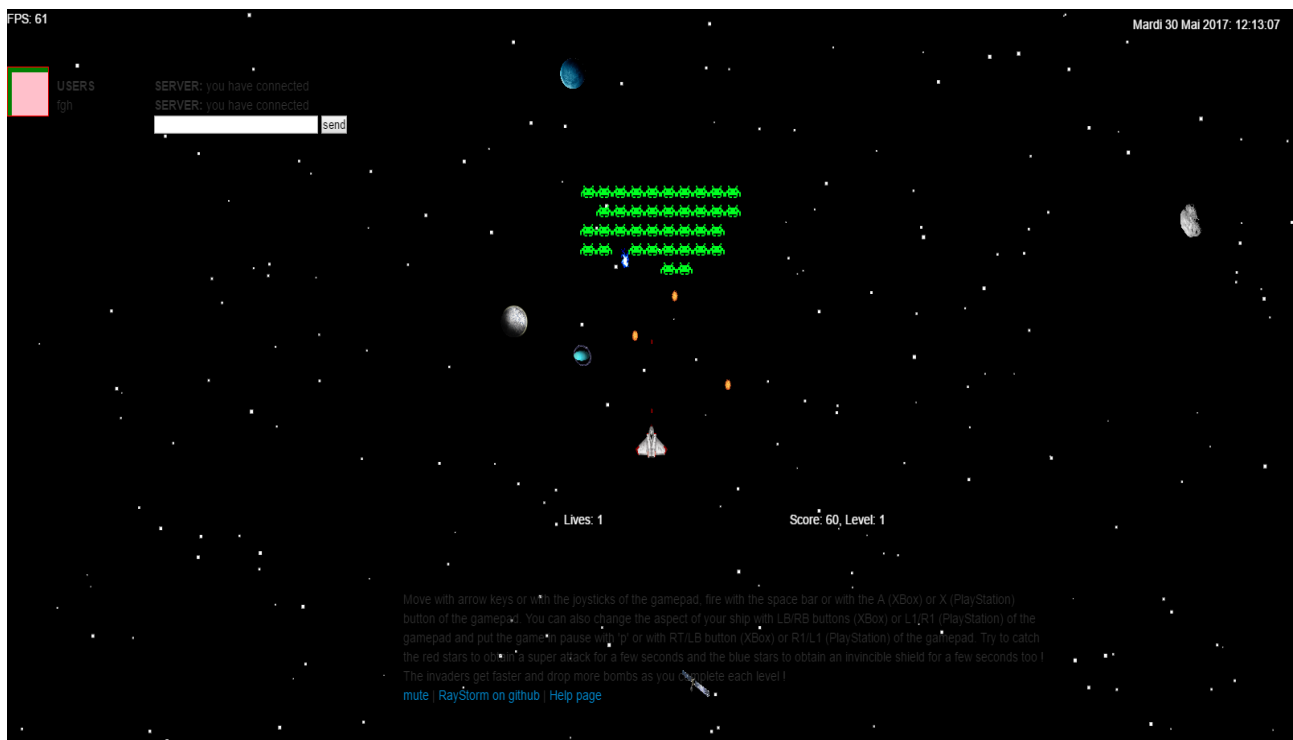 FPS: 61
Mardi 30 Mai 2017: 12:13:07
USERS
fgh
SERVER: you have connected
SERVER: you have connected
send
Lives: 1
Score: 60, Level: 1
Move with arrow keys or with the joysticks of the gamepad, fire with the space bar or with the A (XBox) or X (PlayStation)
button of the gamepad. You can also change the aspect of your ship with LB/RB buttons (XBox) or L1/R1 (PlayStation) of the
gamepad and put the game in pause with 'p' or with RT/LB button (XBox) or R1/L1 (PlayStation) of the gamepad. Try to catch
the red stars to obtain a super attack for a few seconds and the blue stars to obtain an invincible shield for a few seconds too !
The invaders get faster and drop more bombs as you complete each level !
mute | RayStorm on github | Help page